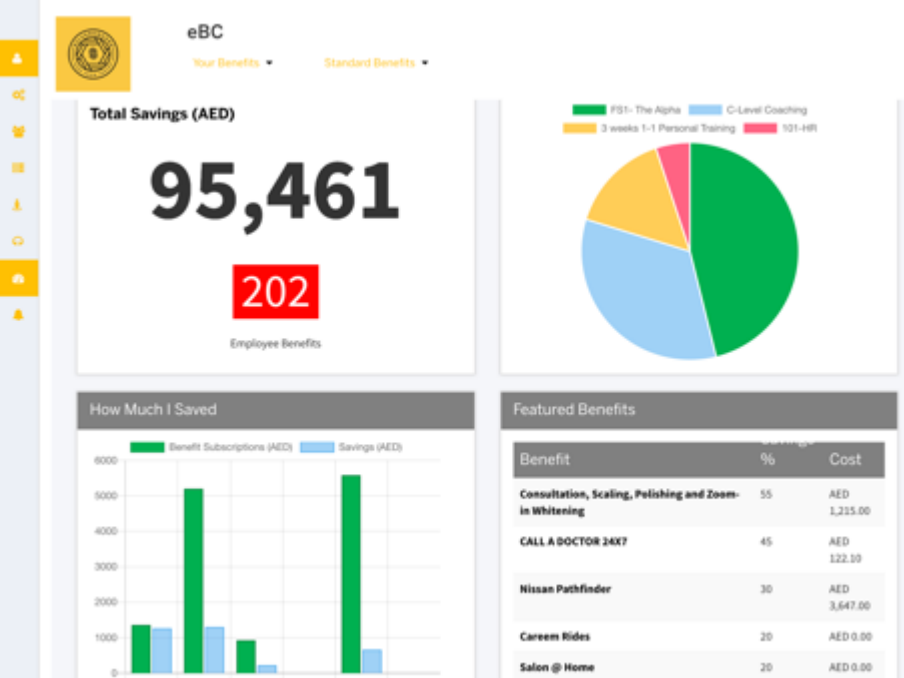 eBC
Your Benefits
Standard Benefits
Total Savings (AED)
95,461
202
Employee Benefits
FS1- The Alpha
C-Level Coaching
3 weeks 1-1 Personal Training
101-HR
How Much I Saved
Benefit Subscriptions (AED)
Savings (AED)
6000
5000
4000
3000
2000
1000
0
Featured Benefits
Benefit
%
Cost
Consultation, Scaling, Polishing and Zoom-
in Whitening
55
AED
1,215.00
CALL A DOCTOR 24X7
45
AED
122.10
Nissan Pathfinder
30
AED
3,647.00
Careem Rides
20
AED 0.00
Salon @ Home
20
AED 0.00